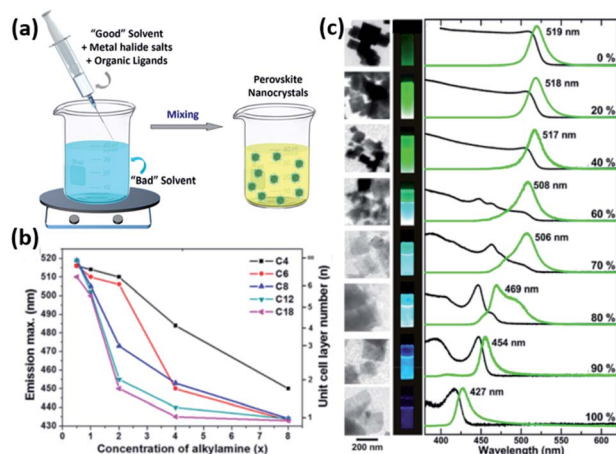 (a)
"Good" Solvent
+ Metal halide salts
+ Organic Ligands
Mixing
Perovskite
Nanocrystals
"Bad" Solvent
(b)
Emission max. (nm)
520
510
500
490
480
470
460
450
440
430
C4
C6
C8
C12
C18
∞
6
4
3
2
1
Unit cell layer number (n)
0 1 2 3 4 5 6 7 8
Concentration of alkylamine (x)
(c)
519 nm
0 %
518 nm
20 %
517 nm
40 %
508 nm
60 %
506 nm
70 %
469 nm
80 %
454 nm
90 %
427 nm
100 %
200 nm
400 450 500 550 600
Wavelength (nm)